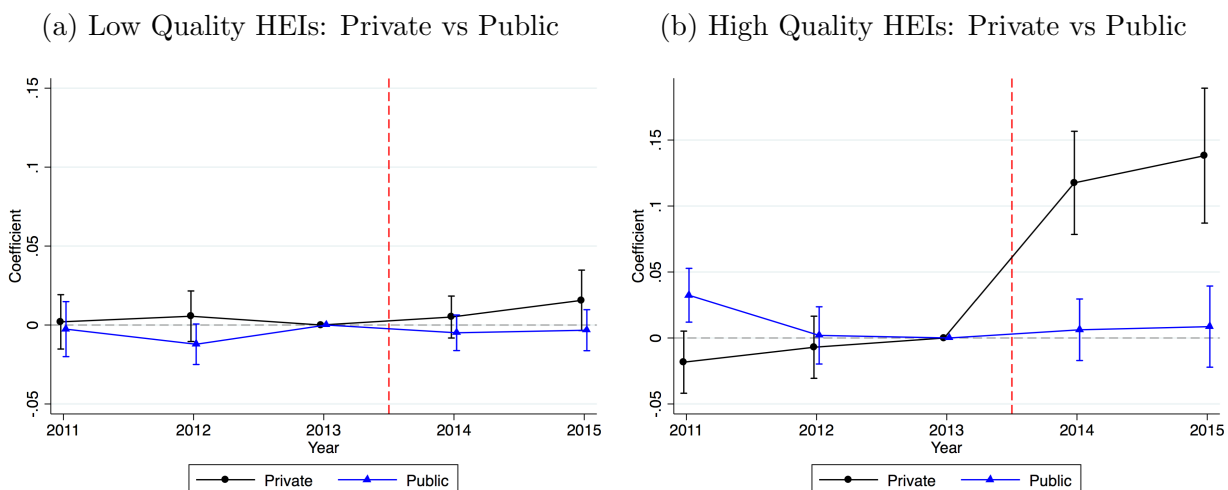 (a) Low Quality HEIs: Private vs Public
.15
.1
.05
0
-.05
Coefficient
2011 2012 2013 2014 2015
Year
Private Public
(b) High Quality HEIs: Private vs Public
.15
.1
.05
0
-.05
Coefficient
2011 2012 2013 2014 2015
Year
Private Public